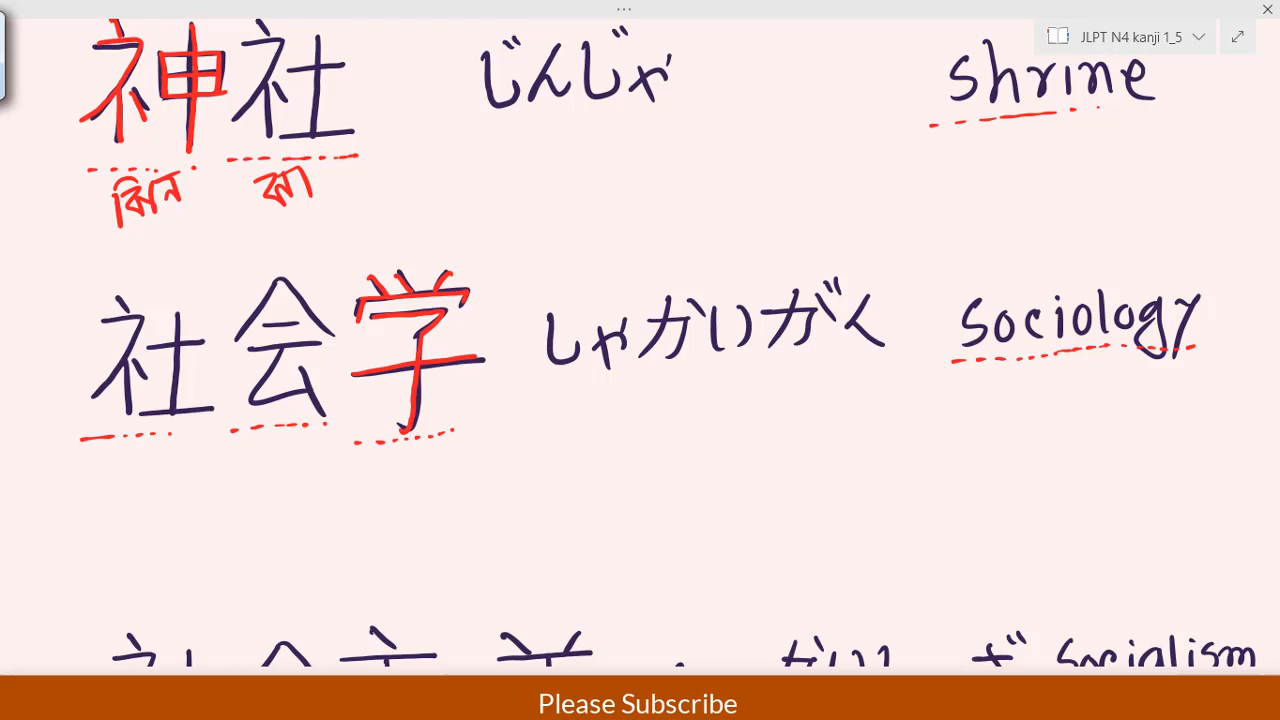 JLPT N4 kanji 1_5
神社 じんじゃ shrine
ঝিন ঝা
社会学 しゃかいがく sociology
socialism
Please Subscribe